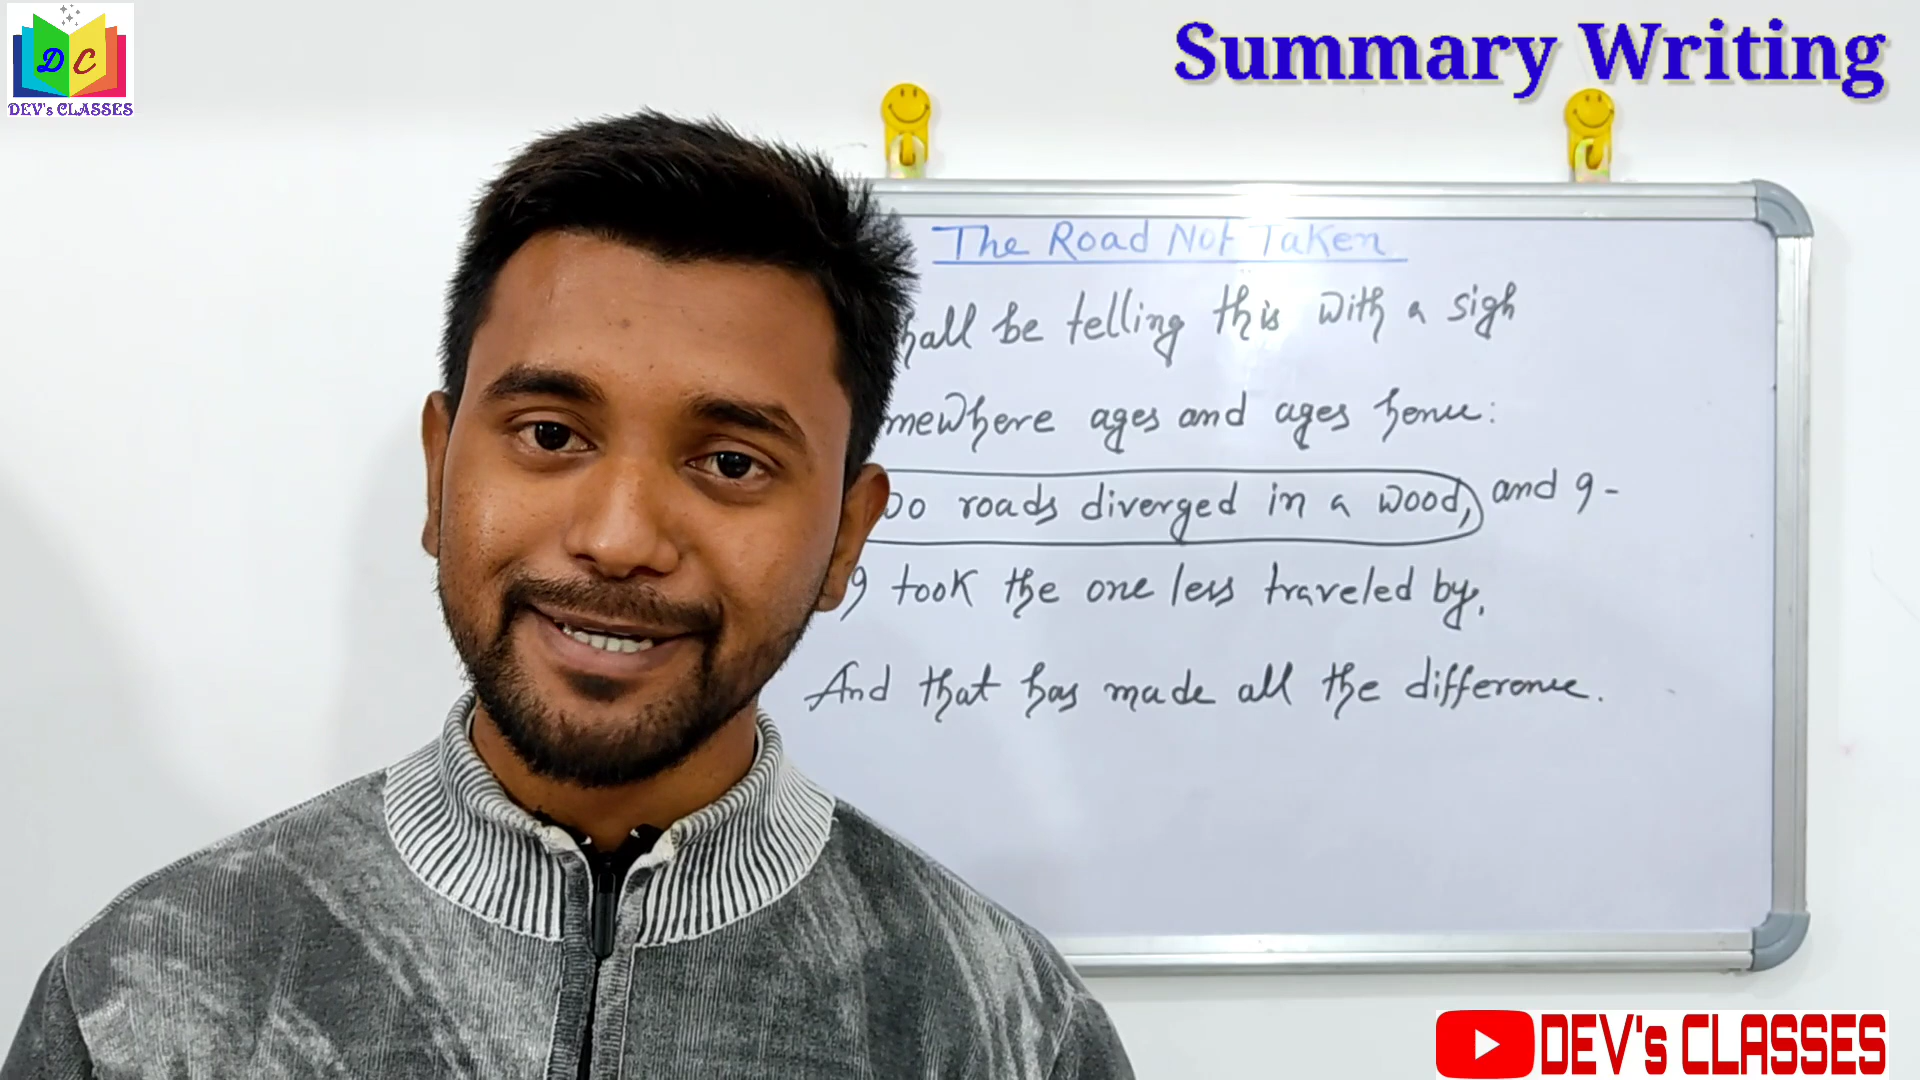 D C
DEV's CLASSES
Summary Writing
The Road Not Taken
be telling this with a sigh
ages and ages hence:
roads diverged in a wood, and I-
I took the one less traveled by,
And that has made all the difference.
DEV's CLASSES